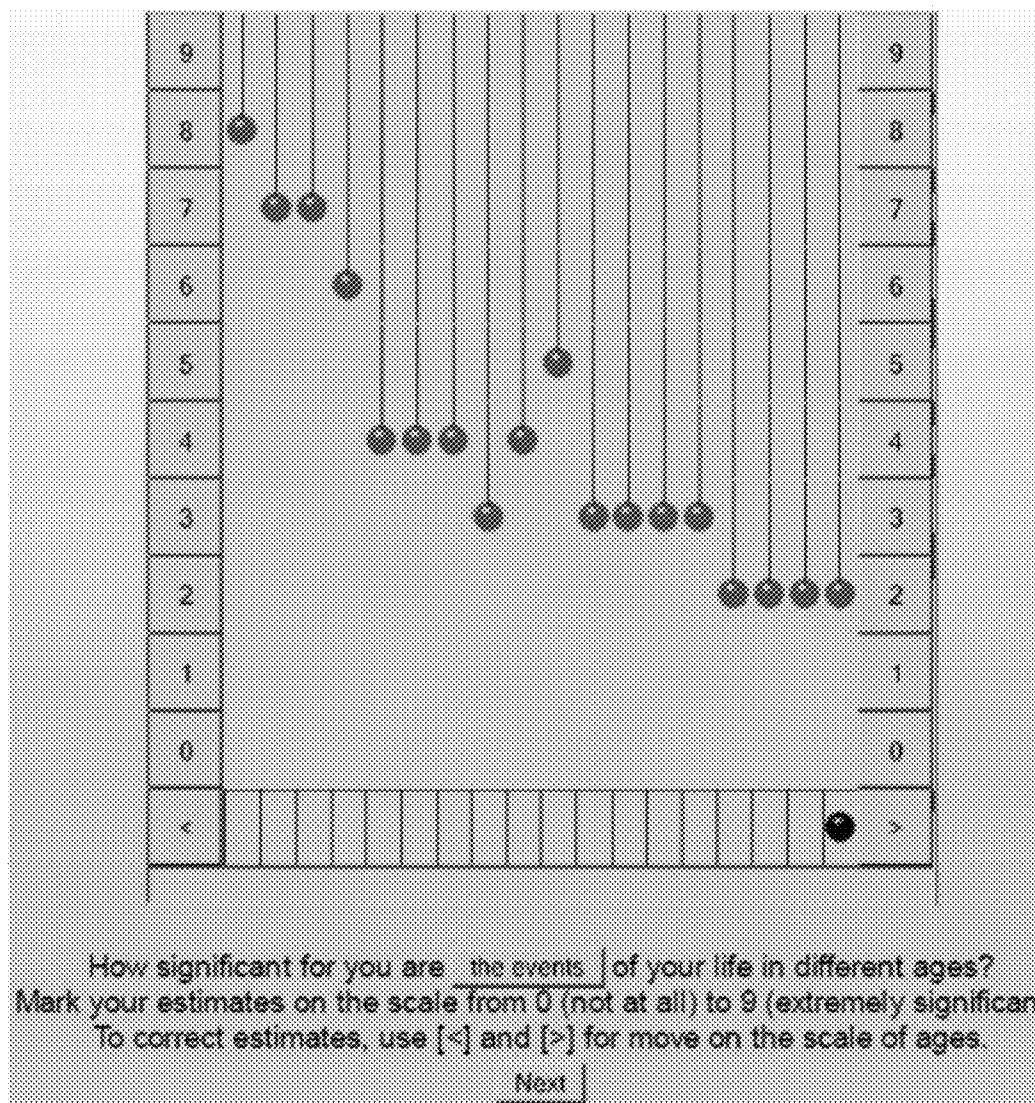 9 9
8 8
7 7
6 6
5 5
4 4
3 3
2 2
1 1
0 0
< >
How significant for you are the events of your life in different ages?
Mark your estimates on the scale from 0 (not at all) to 9 (extremely significan
To correct estimates, use [<] and [>] for move on the scale of ages.
Next